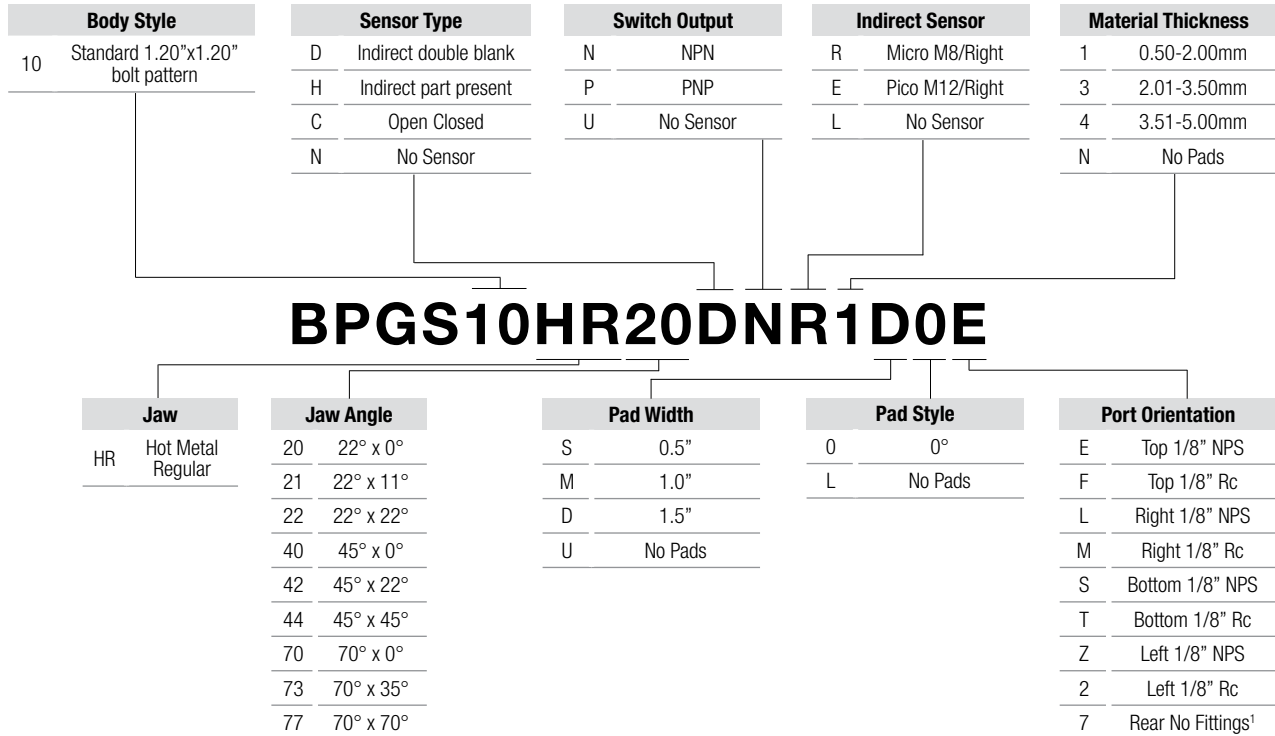 Body Style
10 Standard 1.20”x1.20”
bolt pattern
Sensor Type
D Indirect double blank
H Indirect part present
C Open Closed
N No Sensor
Switch Output
N NPN
P PNP
U No Sensor
Indirect Sensor
R Micro M8/Right
E Pico M12/Right
L No Sensor
Material Thickness
1 0.50-2.00mm
3 2.01-3.50mm
4 3.51-5.00mm
N No Pads
BPGS10HR20DNR1D0E
Jaw
HR Hot Metal
Regular
Jaw Angle
20 22° x 0°
21 22° x 11°
22 22° x 22°
40 45° x 0°
42 45° x 22°
44 45° x 45°
70 70° x 0°
73 70° x 35°
77 70° x 70°
Pad Width
S 0.5”
M 1.0”
D 1.5”
U No Pads
Pad Style
0 0°
L No Pads
Port Orientation
E Top 1/8” NPS
F Top 1/8” Rc
L Right 1/8” NPS
M Right 1/8” Rc
S Bottom 1/8” NPS
T Bottom 1/8” Rc
Z Left 1/8” NPS
2 Left 1/8” Rc
7 Rear No Fittings¹